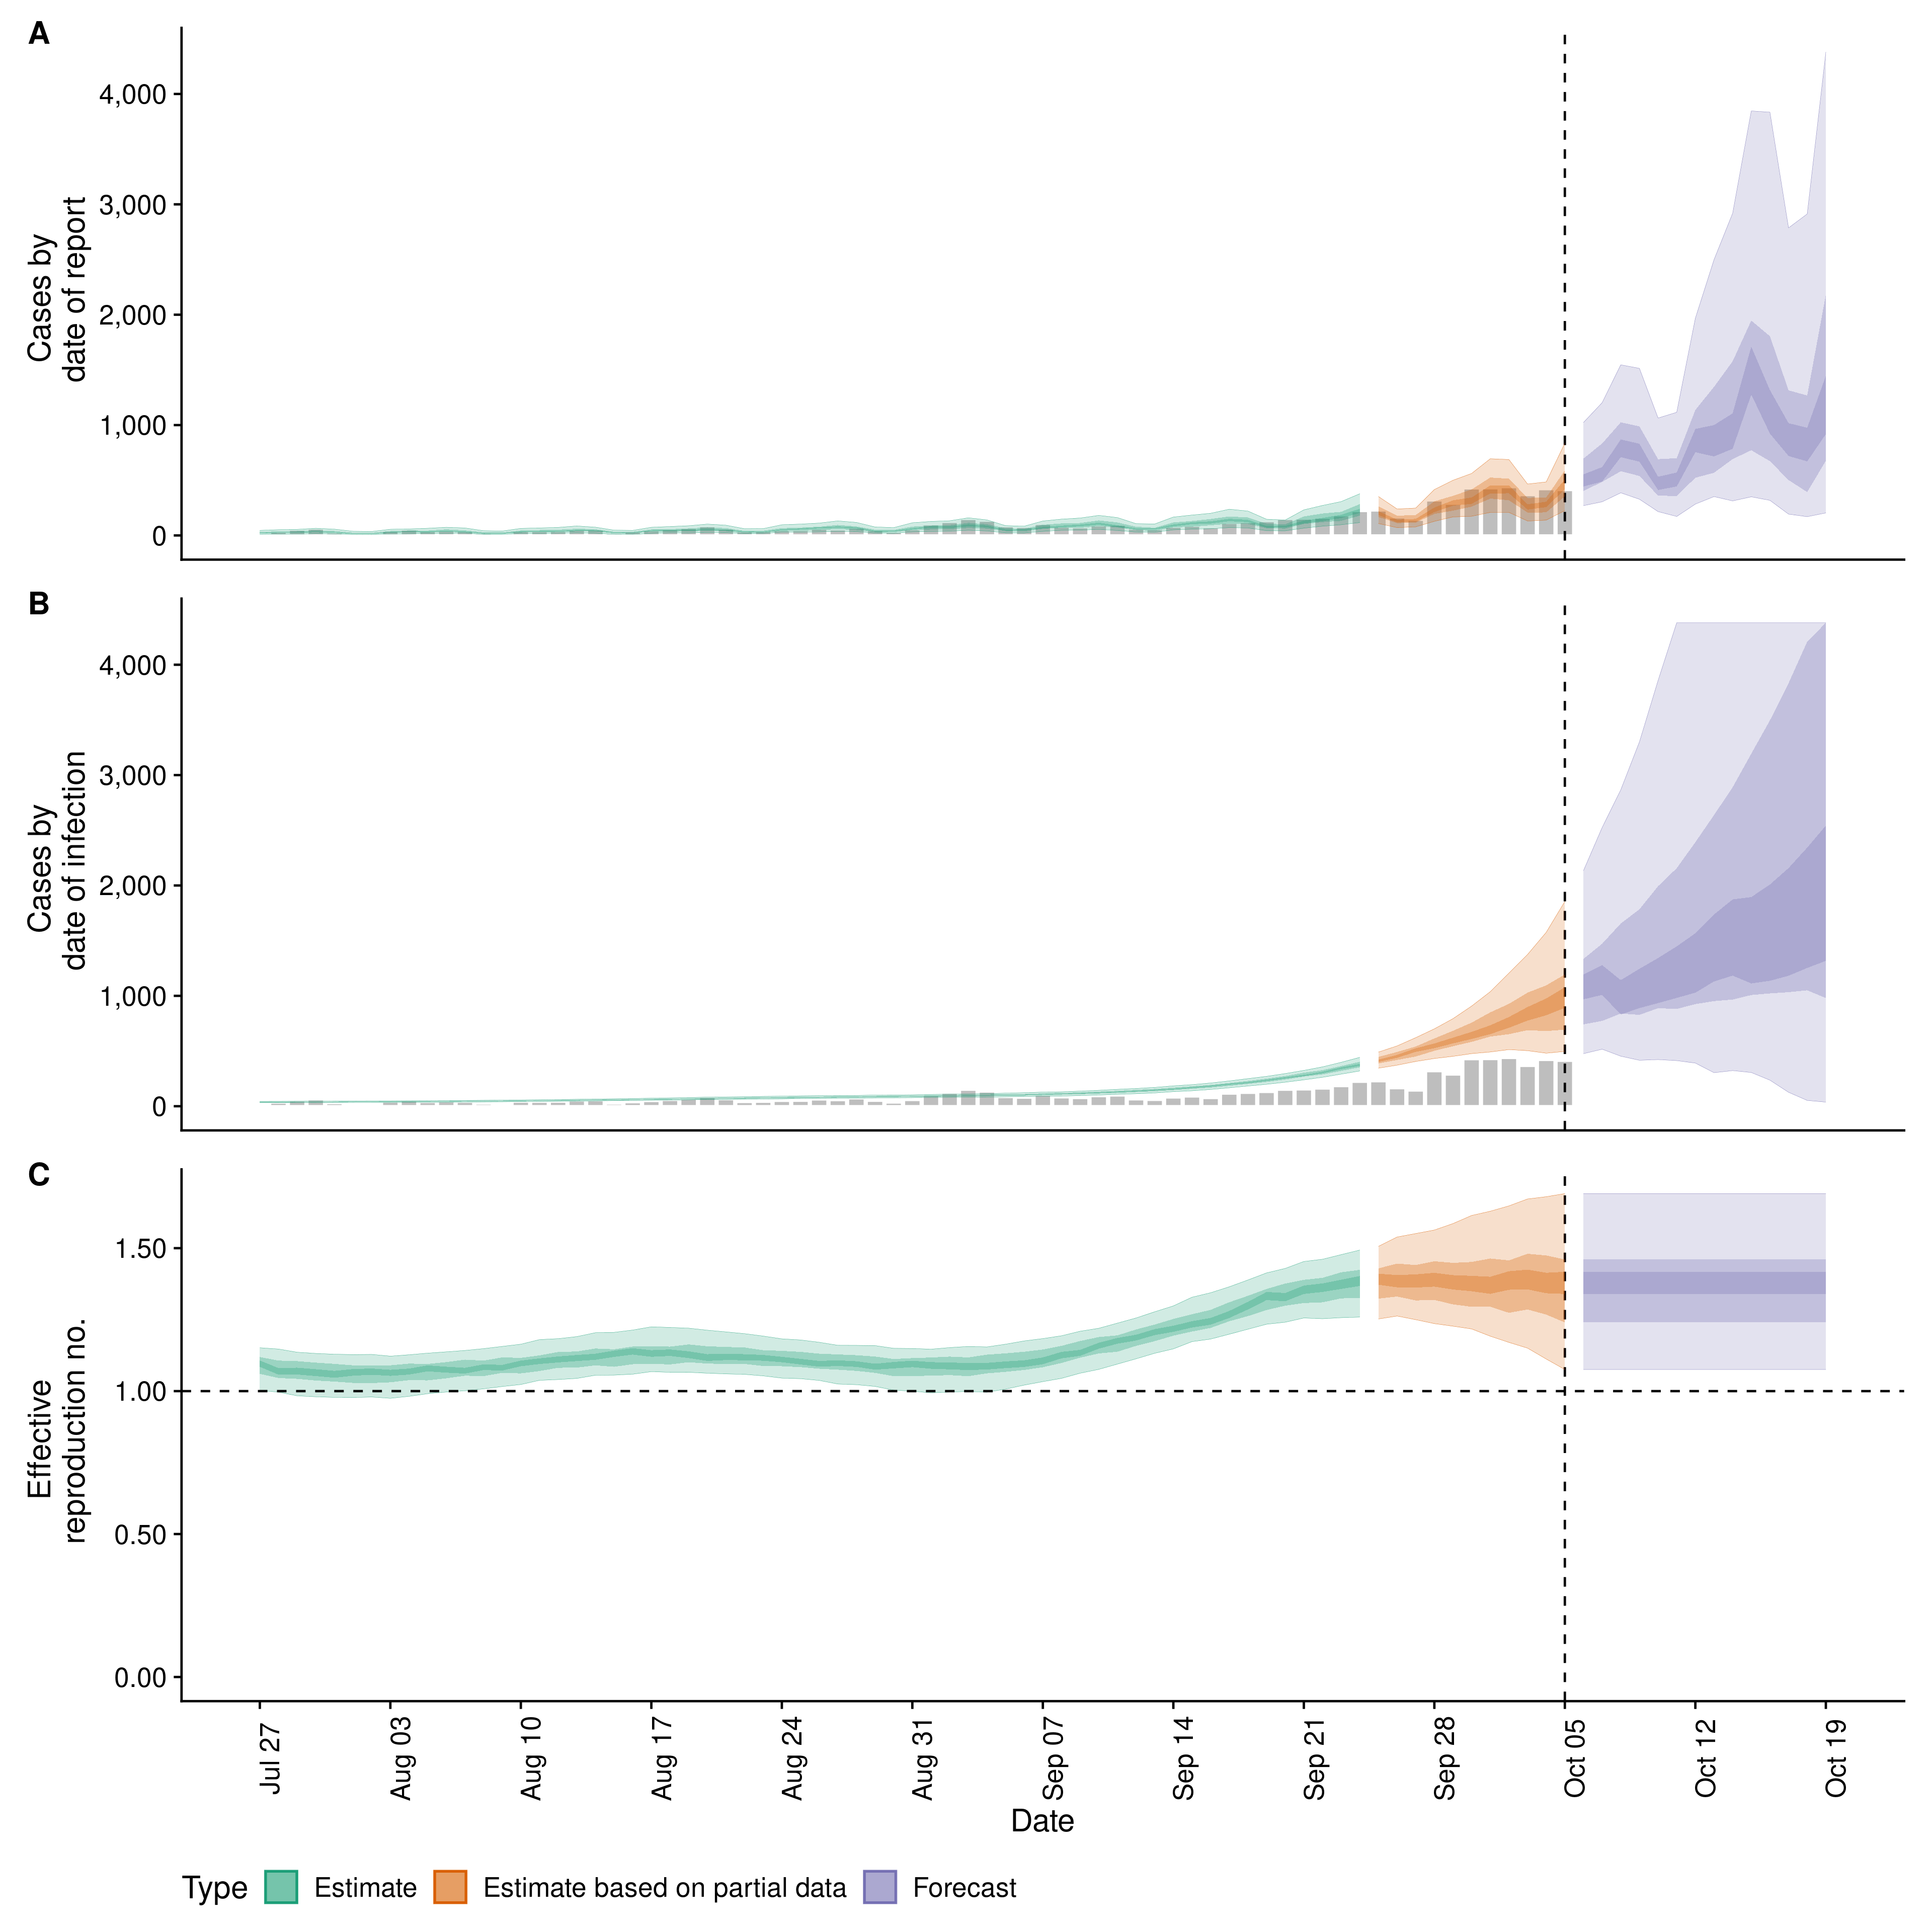 A
Cases by
date of report
4,000
3,000
2,000
1,000
0
B
Cases by
date of infection
4,000
3,000
2,000
1,000
0
C
Effective
reproduction no.
1.50
1.00
0.50
0.00
Jul 27
Aug 03
Aug 10
Aug 17
Aug 24
Aug 31
Sep 07
Sep 14
Sep 21
Sep 28
Oct 05
Oct 12
Oct 19
Date
Type Estimate Estimate based on partial data Forecast